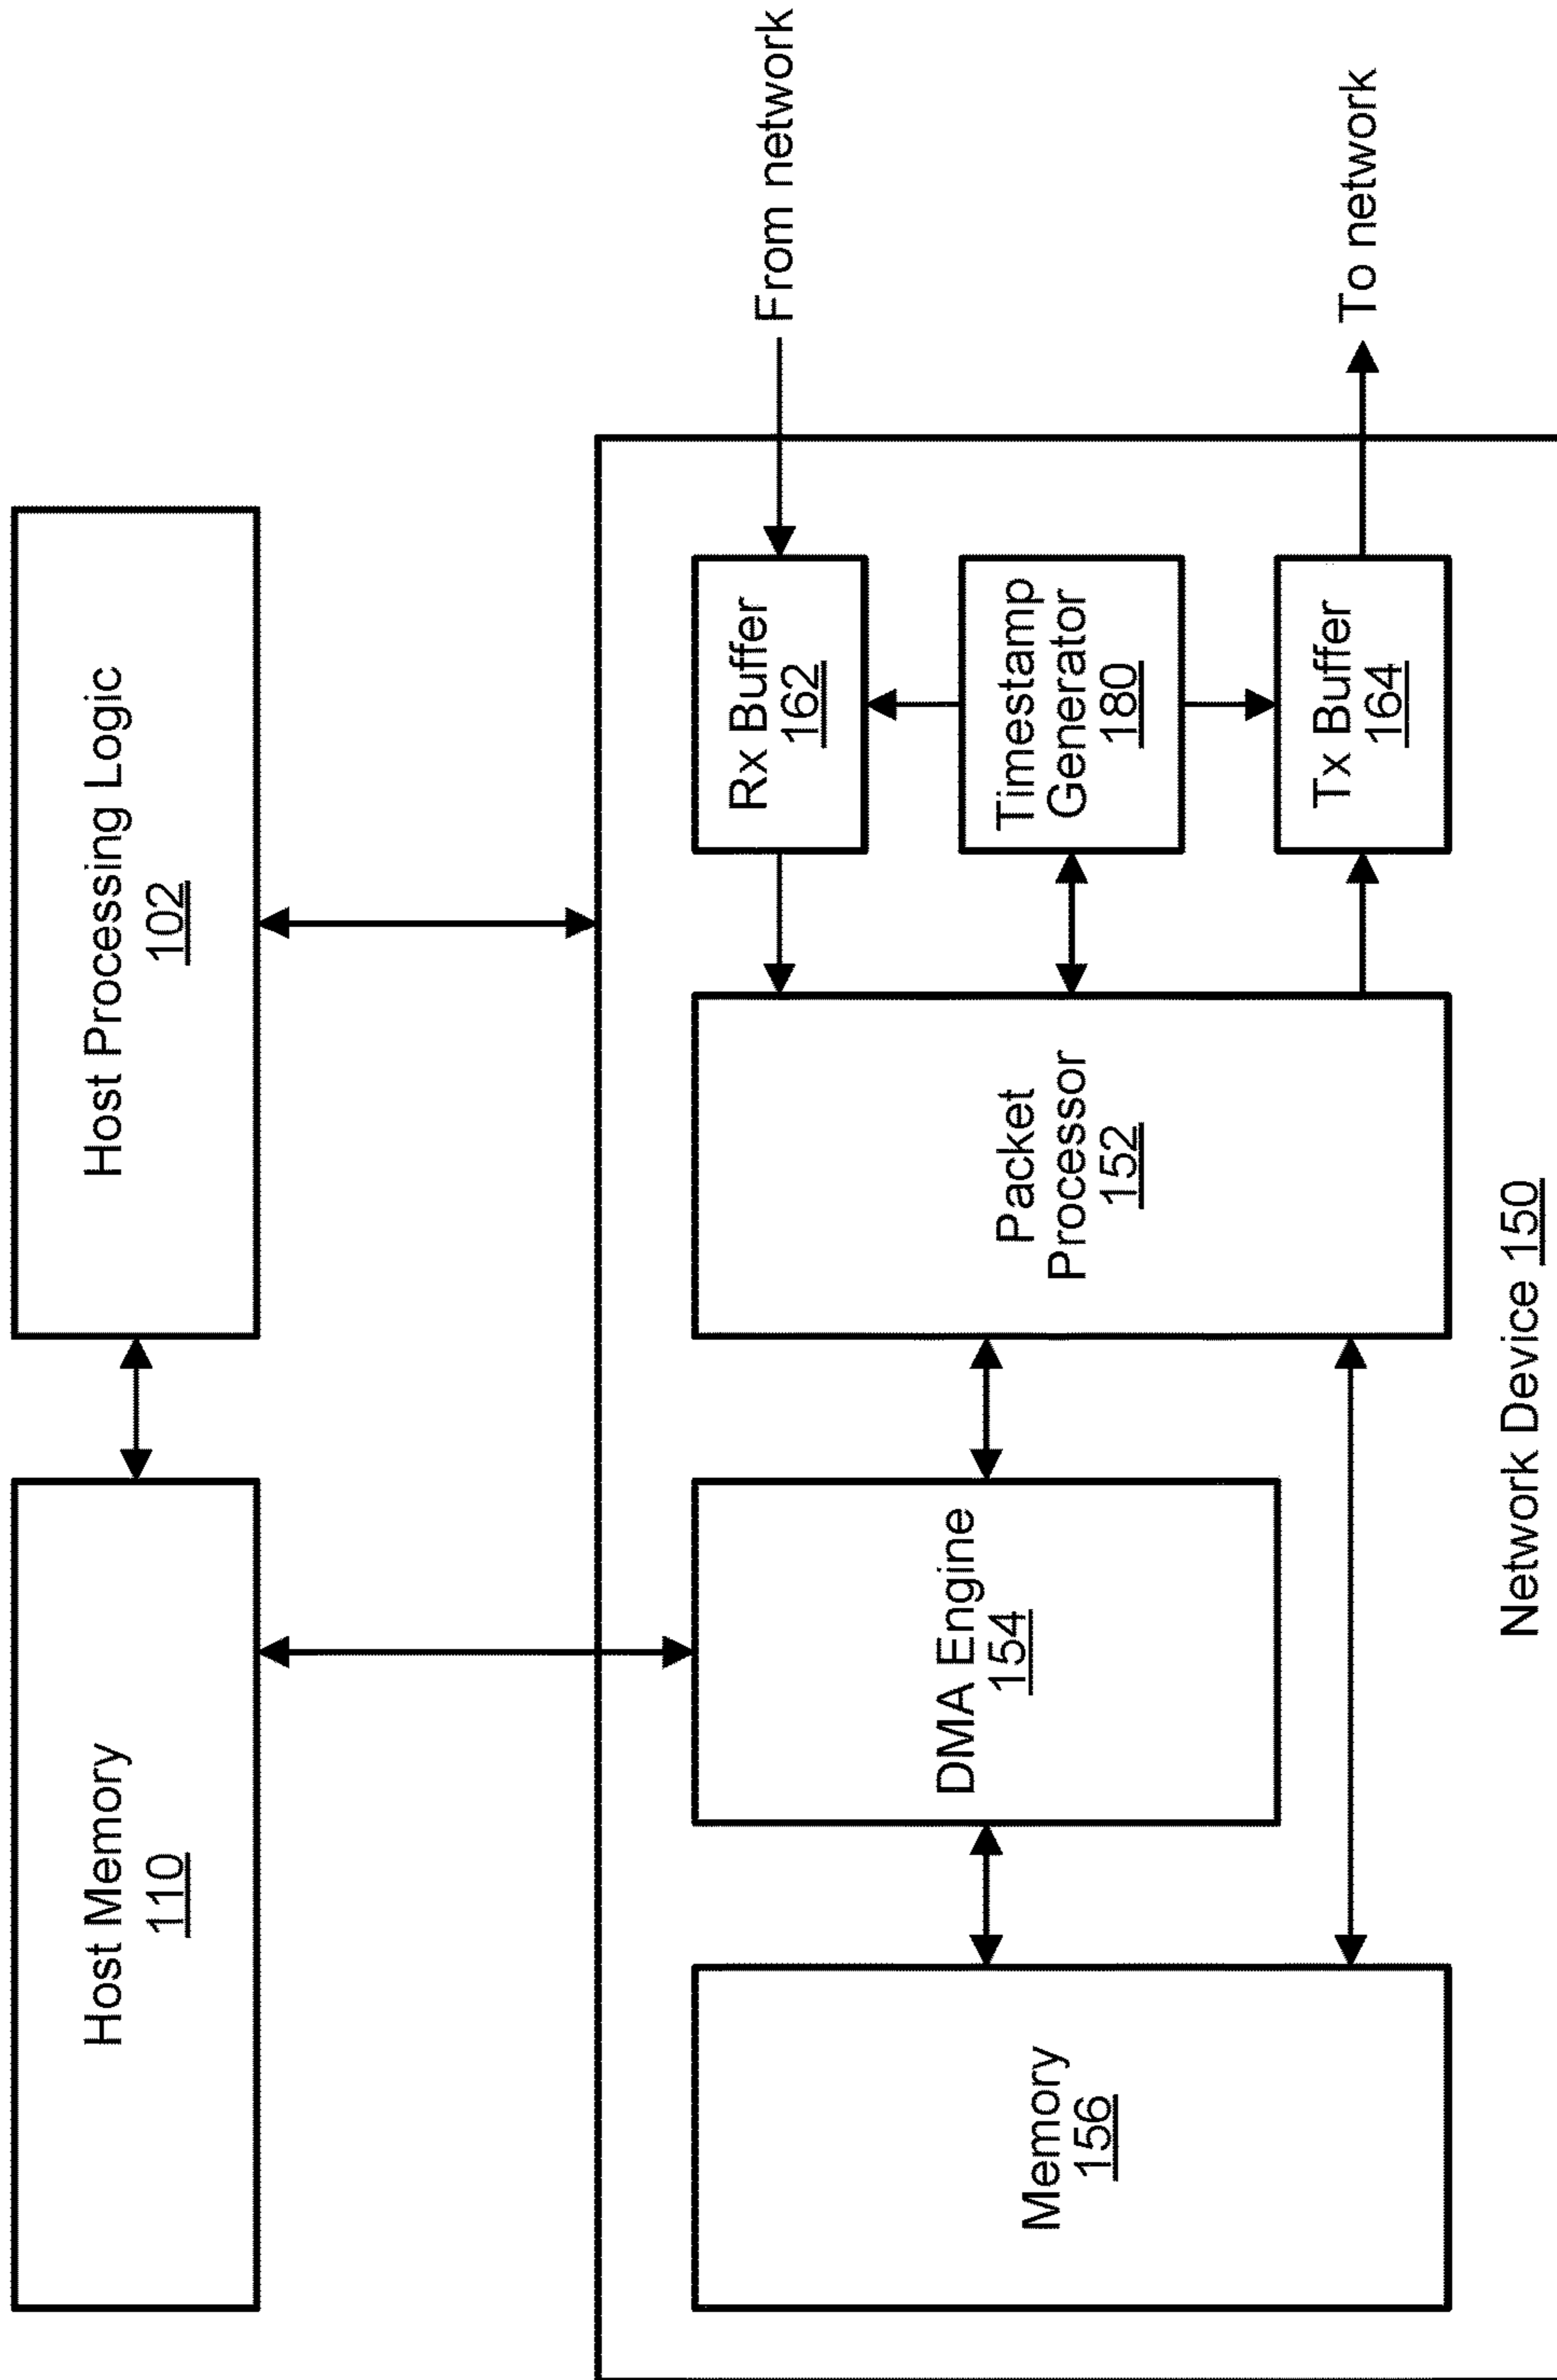 Host Memory
110
Host Processing Logic
102
Memory
156
DMA Engine
154
Packet
Processor
152
Rx Buffer
162
Timestamp
Generator
180
Tx Buffer
164
From network
To network
Network Device 150